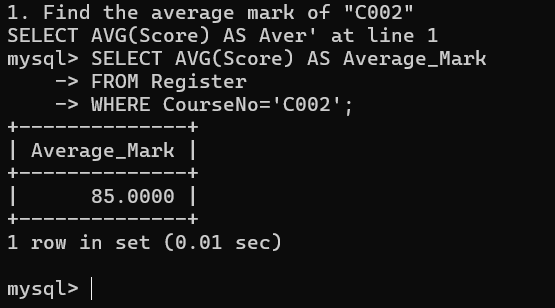 1. Find the average mark of "C002"
SELECT AVG(Score) AS Aver' at line 1
mysql> SELECT AVG(Score) AS Average_Mark
    -> FROM Register
    -> WHERE CourseNo='C002';
+--------------+
| Average_Mark |
+--------------+
|      85.0000 |
+--------------+
1 row in set (0.01 sec)

mysql>